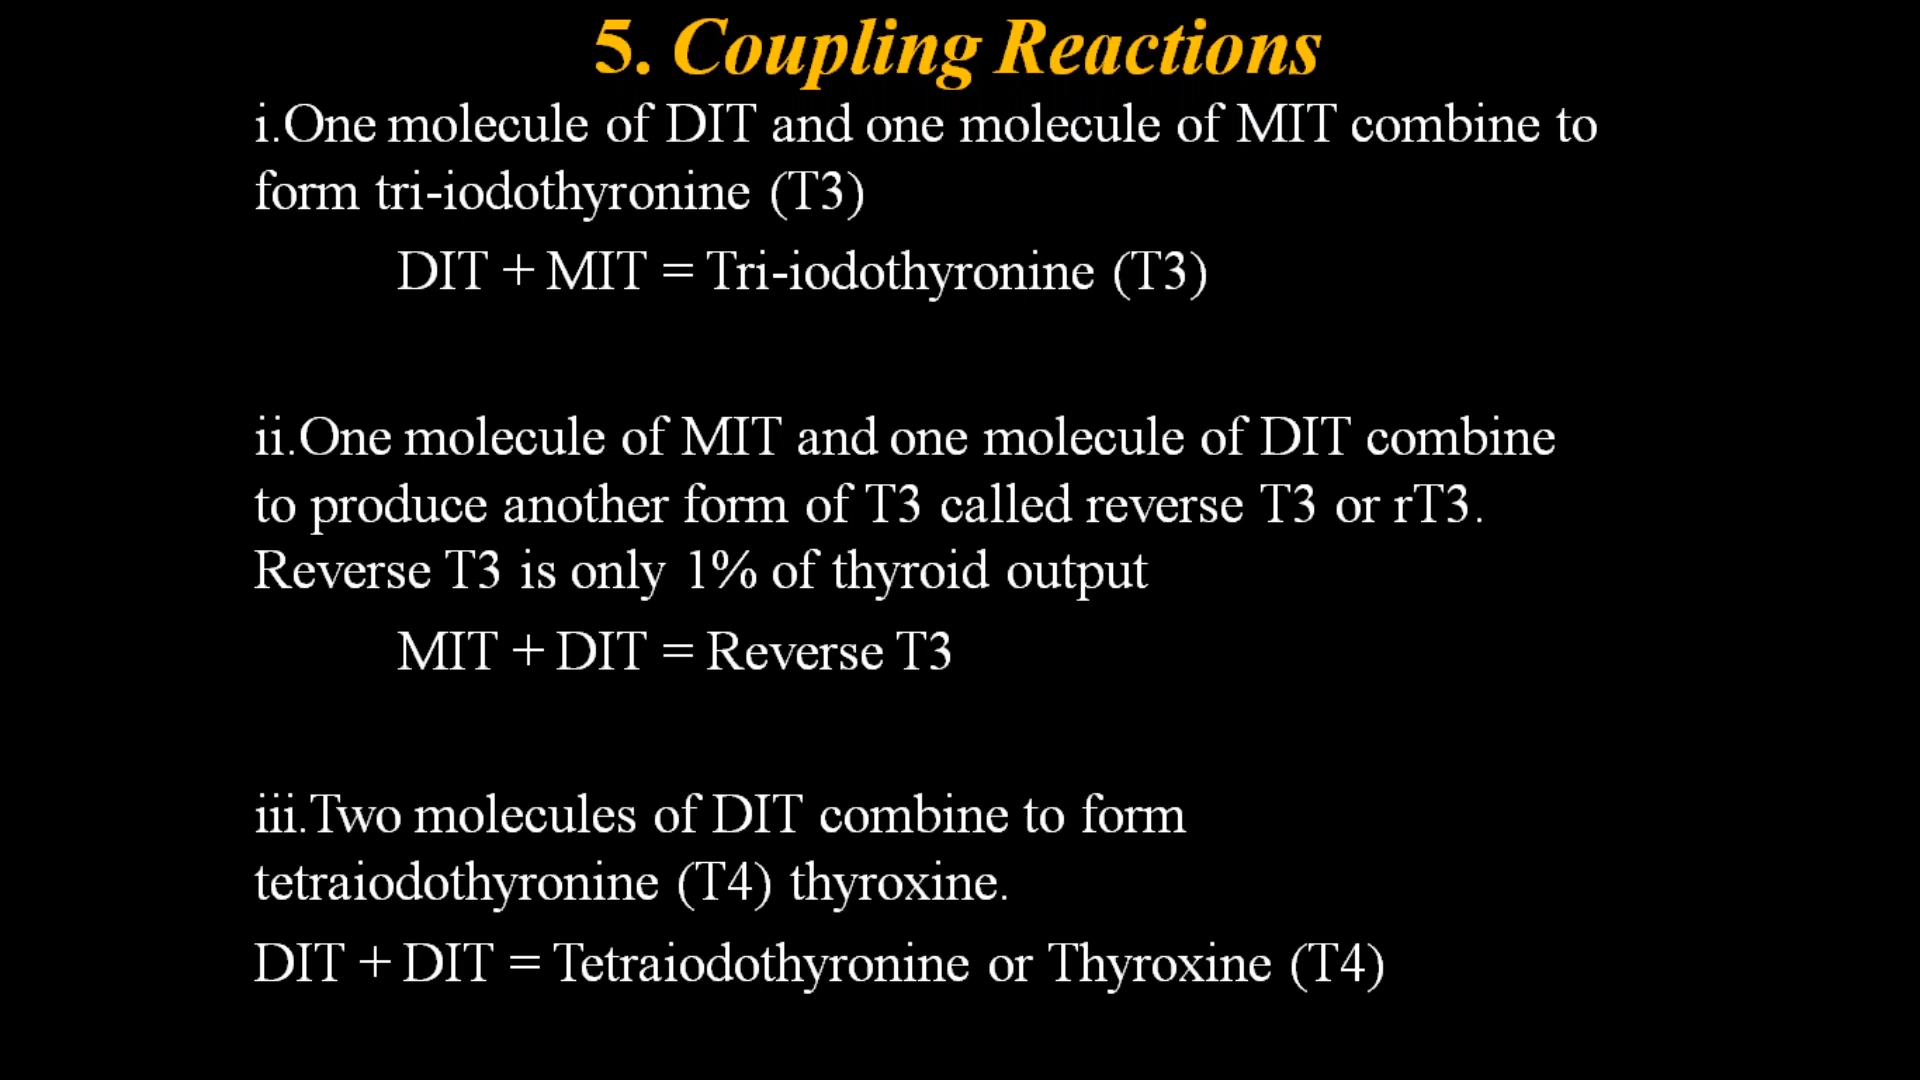 5. Coupling Reactions
i.One molecule of DIT and one molecule of MIT combine to
form tri-iodothyronine (T3)
DIT + MIT = Tri-iodothyronine (T3)
ii.One molecule of MIT and one molecule of DIT combine
to produce another form of T3 called reverse T3 or rT3.
Reverse T3 is only 1% of thyroid output
MIT + DIT = Reverse T3
iii.Two molecules of DIT combine to form
tetraiodothyronine (T4) thyroxine.
DIT + DIT = Tetraiodothyronine or Thyroxine (T4)